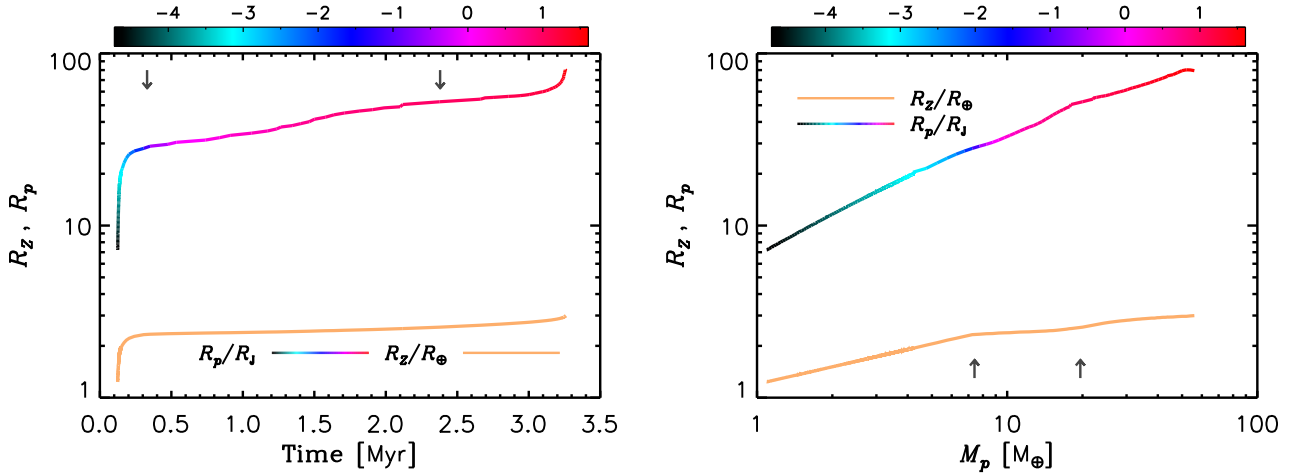 −4 −3 −2 −1 0 1
100
10
1
R_Z , R_p
R_p/R_J R_Z/R_⊕
0.0 0.5 1.0 1.5 2.0 2.5 3.0 3.5
Time [Myr]
−4 −3 −2 −1 0 1
100
10
1
R_Z , R_p
R_Z/R_⊕
R_p/R_J
1 10 100
M_p [M_⊕]